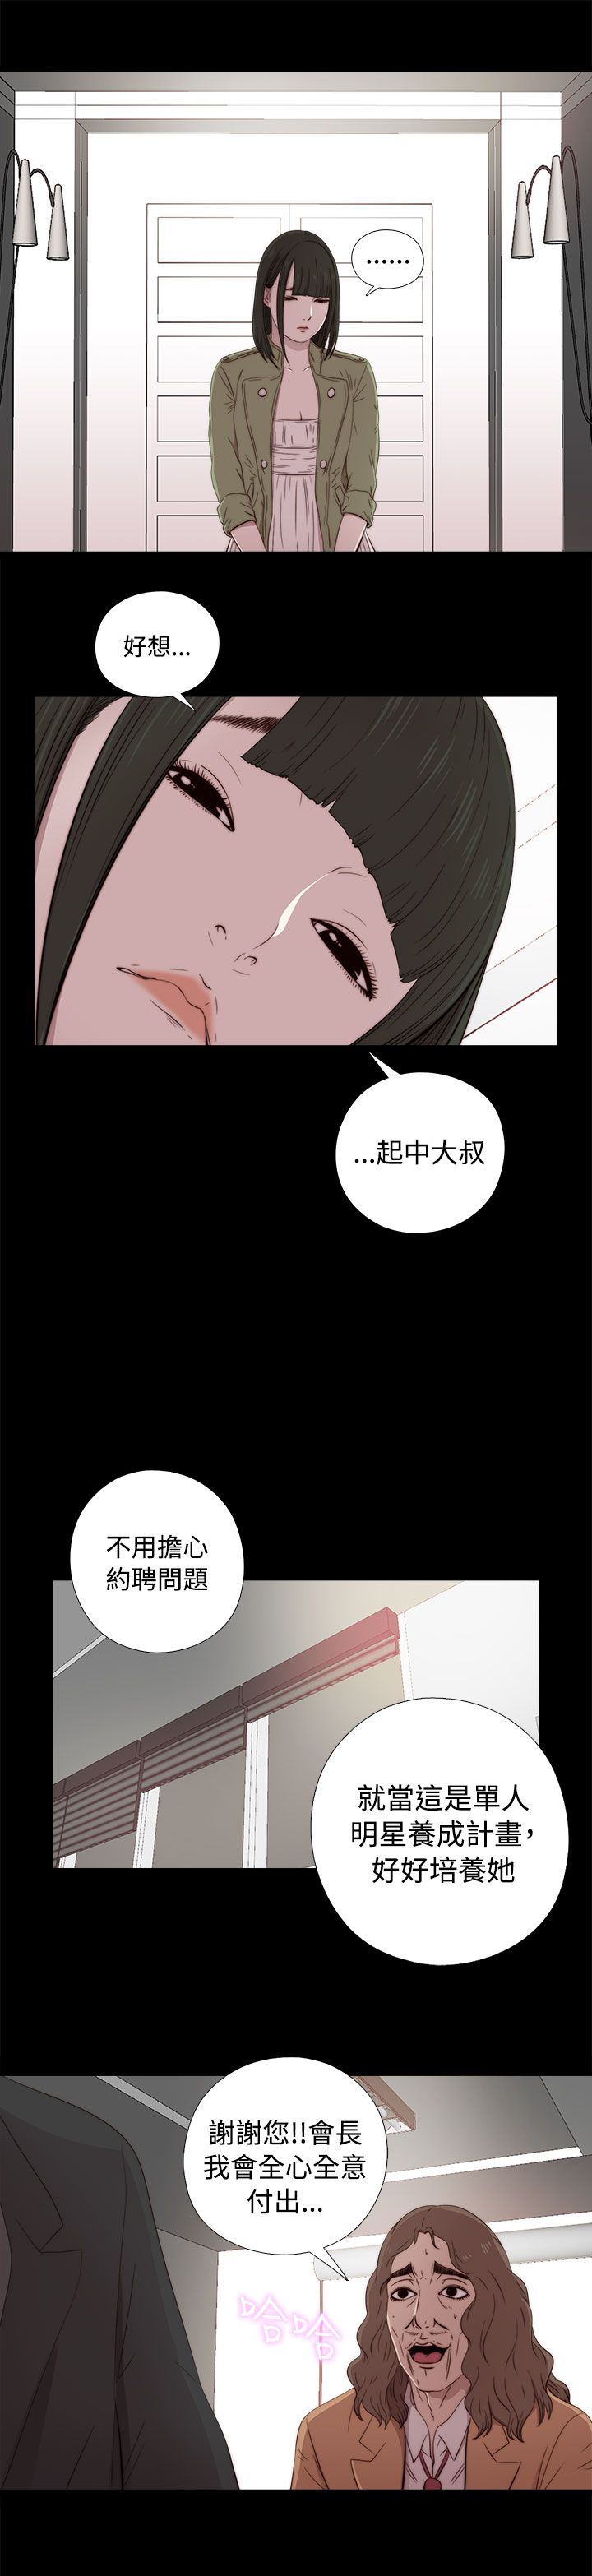 ……
好想…
…起中大叔
不用擔心
約聘問題
就當這是單人
明星養成計畫,
好好培養她
謝謝您!!會長
我會全心全意
付出…
哈哈